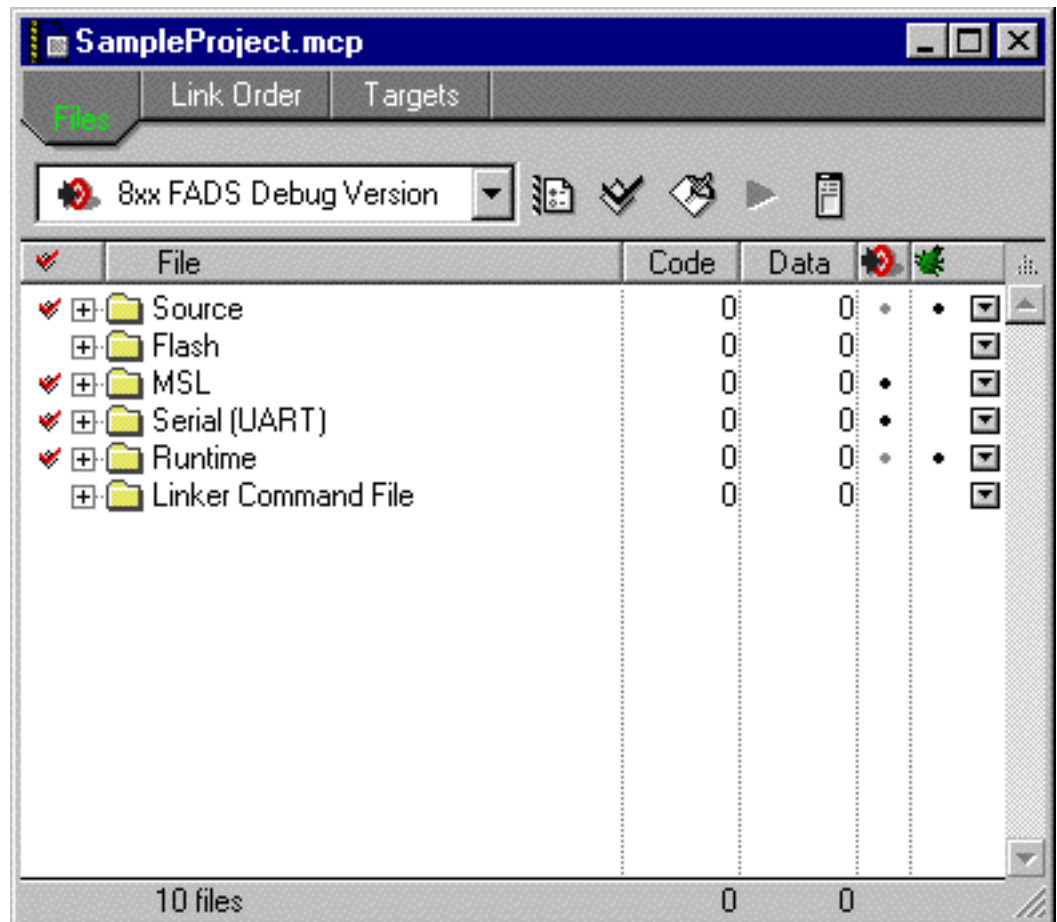 SampleProject.mcp
Files Link Order Targets
8xx FADS Debug Version
File Code Data
Source 0 0
Flash 0 0
MSL 0 0
Serial (UART) 0 0
Runtime 0 0
Linker Command File 0 0
10 files 0 0